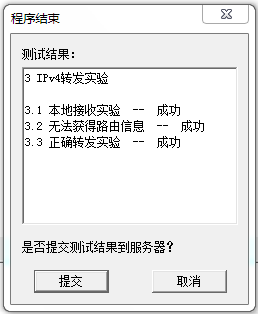 程序结束
测试结果：
3 IPv4转发实验
3.1 本地接收实验 -- 成功
3.2 无法获得路由信息 -- 成功
3.3 正确转发实验 -- 成功
是否提交测试结果到服务器？
提交
取消